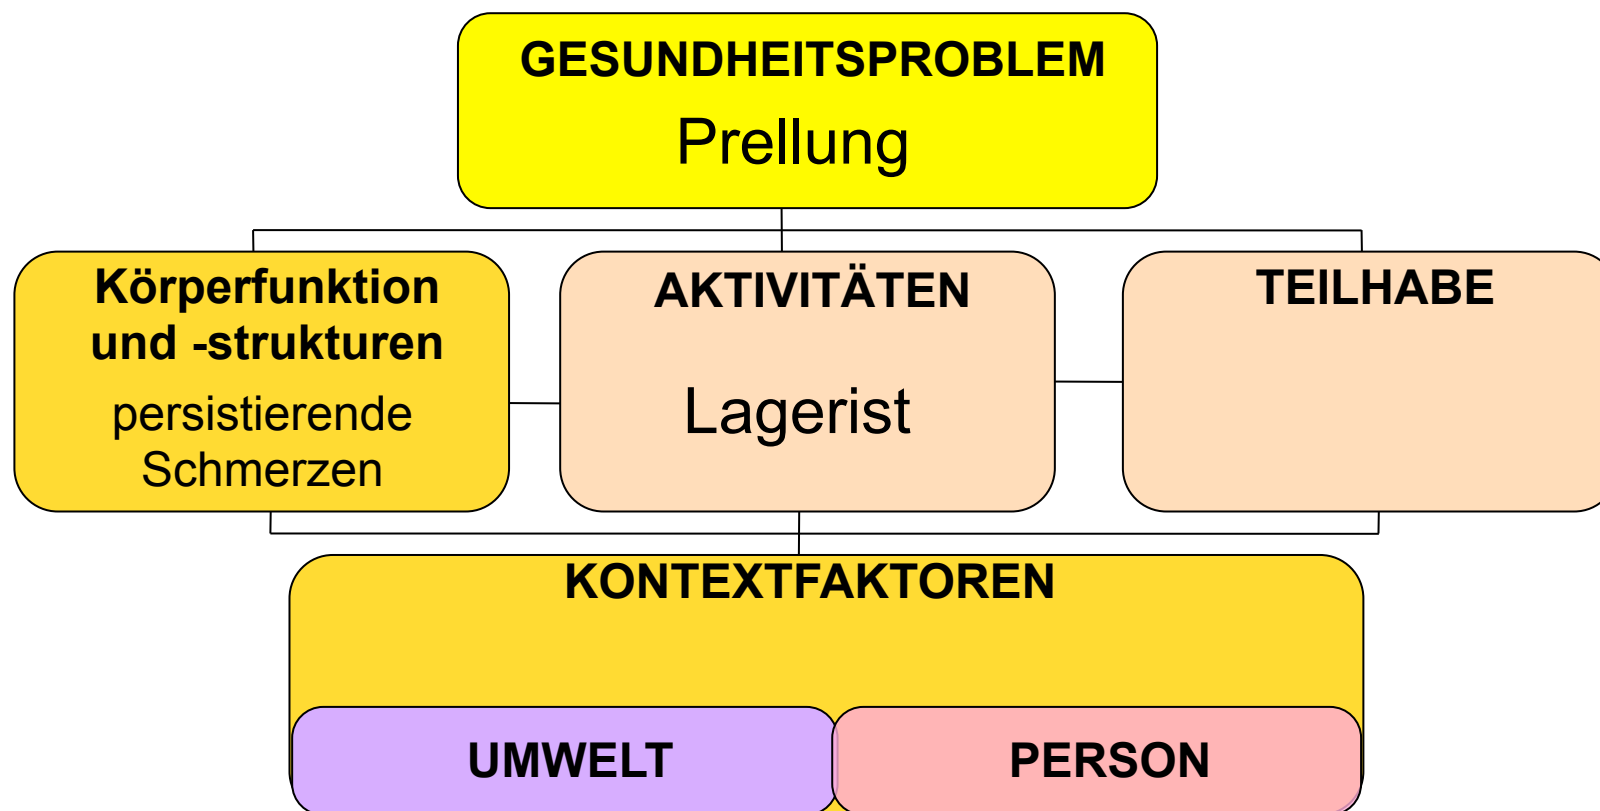 GESUNDHEITSPROBLEM
Prellung
Körperfunktion
und -strukturen
persistierende
Schmerzen
AKTIVITÄTEN
Lagerist
TEILHABE
KONTEXTFAKTOREN
UMWELT
PERSON